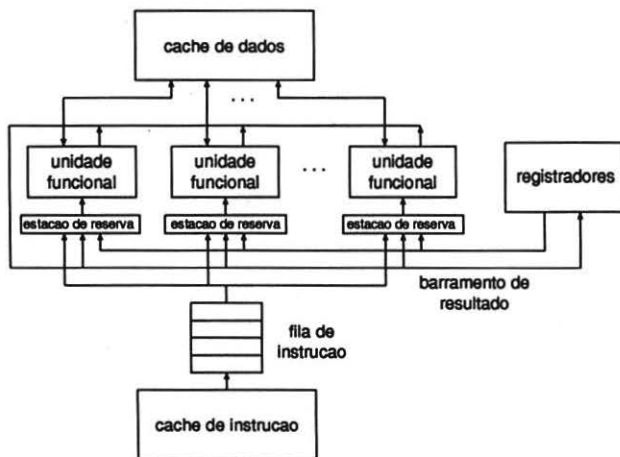 cache de dados
. . .
unidade
funcional
unidade
funcional
. . .
unidade
funcional
registradores
estacao de reserva
estacao de reserva
estacao de reserva
barramento de
resultado
fila de
instrucao
cache de instrucao